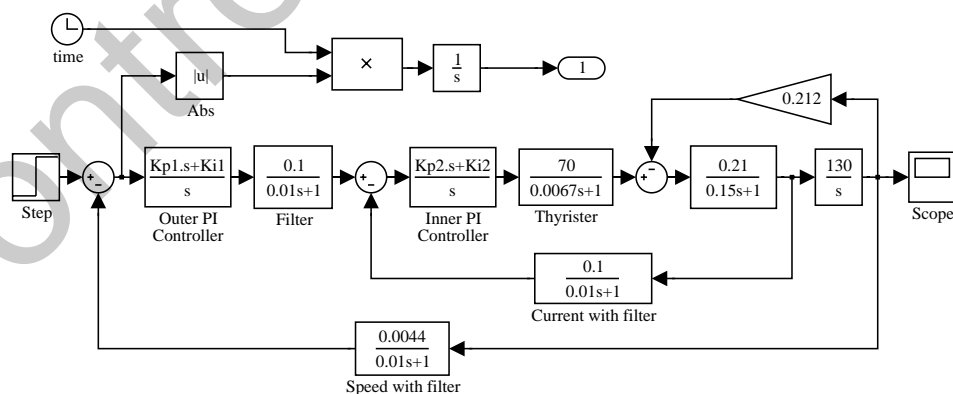 time
|u|
Abs
×
1
s
1
0.212
Step
+
-
Kp1.s+Ki1
s
Outer PI
Controller
0.1
0.01s+1
Filter
+
-
Kp2.s+Ki2
s
Inner PI
Controller
70
0.0067s+1
Thyrister
+
-
0.21
0.15s+1
130
s
Scope
0.1
0.01s+1
Current with filter
0.0044
0.01s+1
Speed with filter
ontr